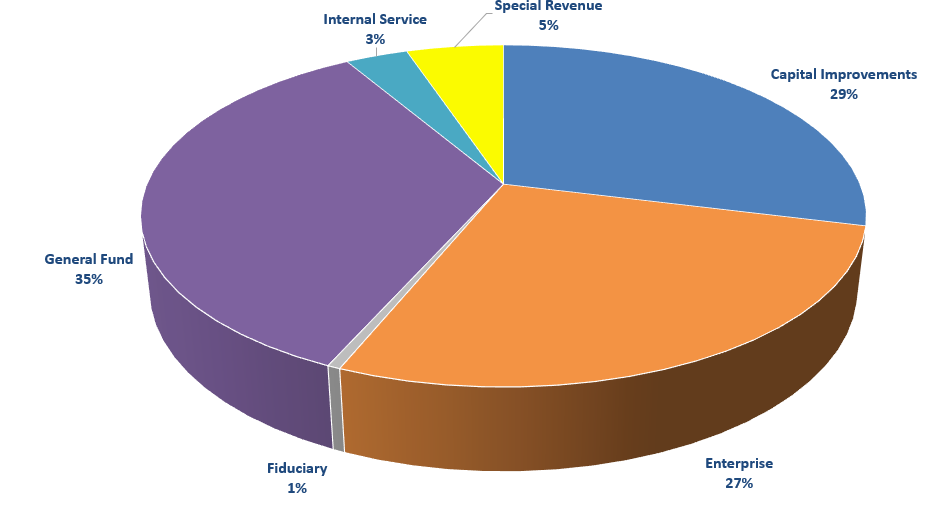 Special Revenue
5%
Internal Service
3%
Capital Improvements
29%
General Fund
35%
Enterprise
27%
Fiduciary
1%